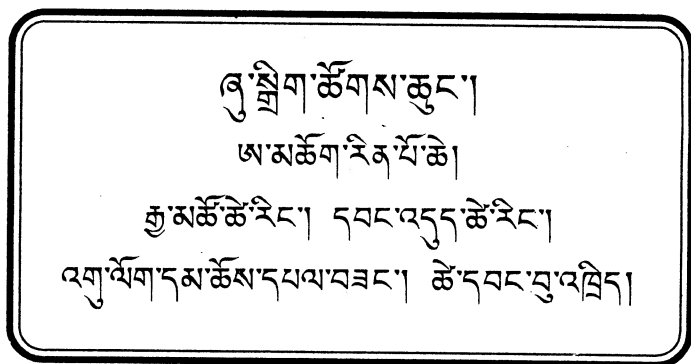 ཞུ་སྒྲིག་ཚོགས་ཆུང་།
ཨ་མཆོག་རིན་པོ་ཆེ།
རྒྱ་མཚོ་ཚེ་རིང་། དབང་འདུད་ཚེ་རིང་།
འགུ་ལོག་དམ་ཆོས་དཔལ་བཟང་། ཚེ་དབང་བུ་འཁྲིད།